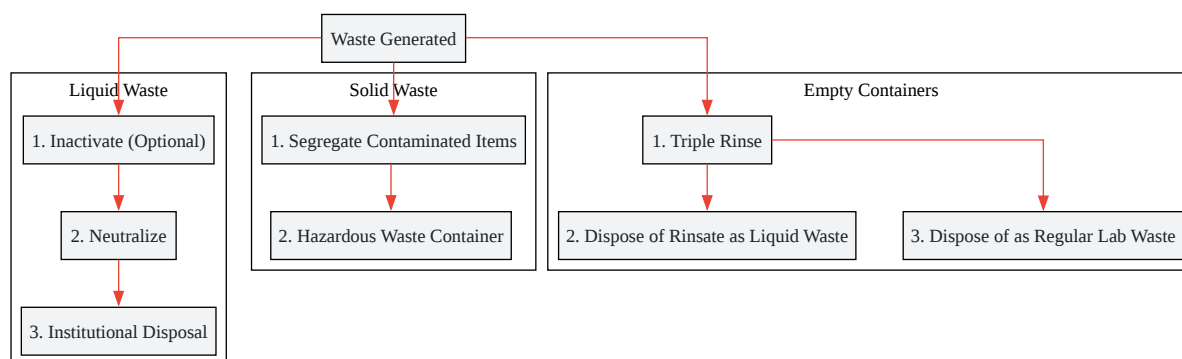 Waste Generated
Liquid Waste
1. Inactivate (Optional)
2. Neutralize
3. Institutional Disposal
Solid Waste
1. Segregate Contaminated Items
2. Hazardous Waste Container
Empty Containers
1. Triple Rinse
2. Dispose of Rinsate as Liquid Waste
3. Dispose of as Regular Lab Waste